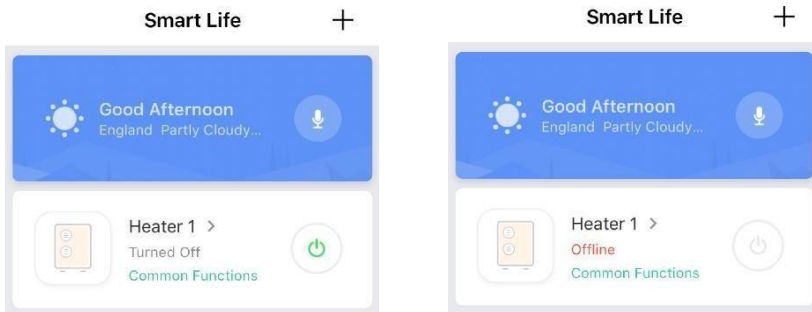 Smart Life +
Good Afternoon
England Partly Cloudy...
Heater 1 >
Turned Off
Common Functions
Smart Life +
Good Afternoon
England Partly Cloudy...
Heater 1 >
Offline
Common Functions